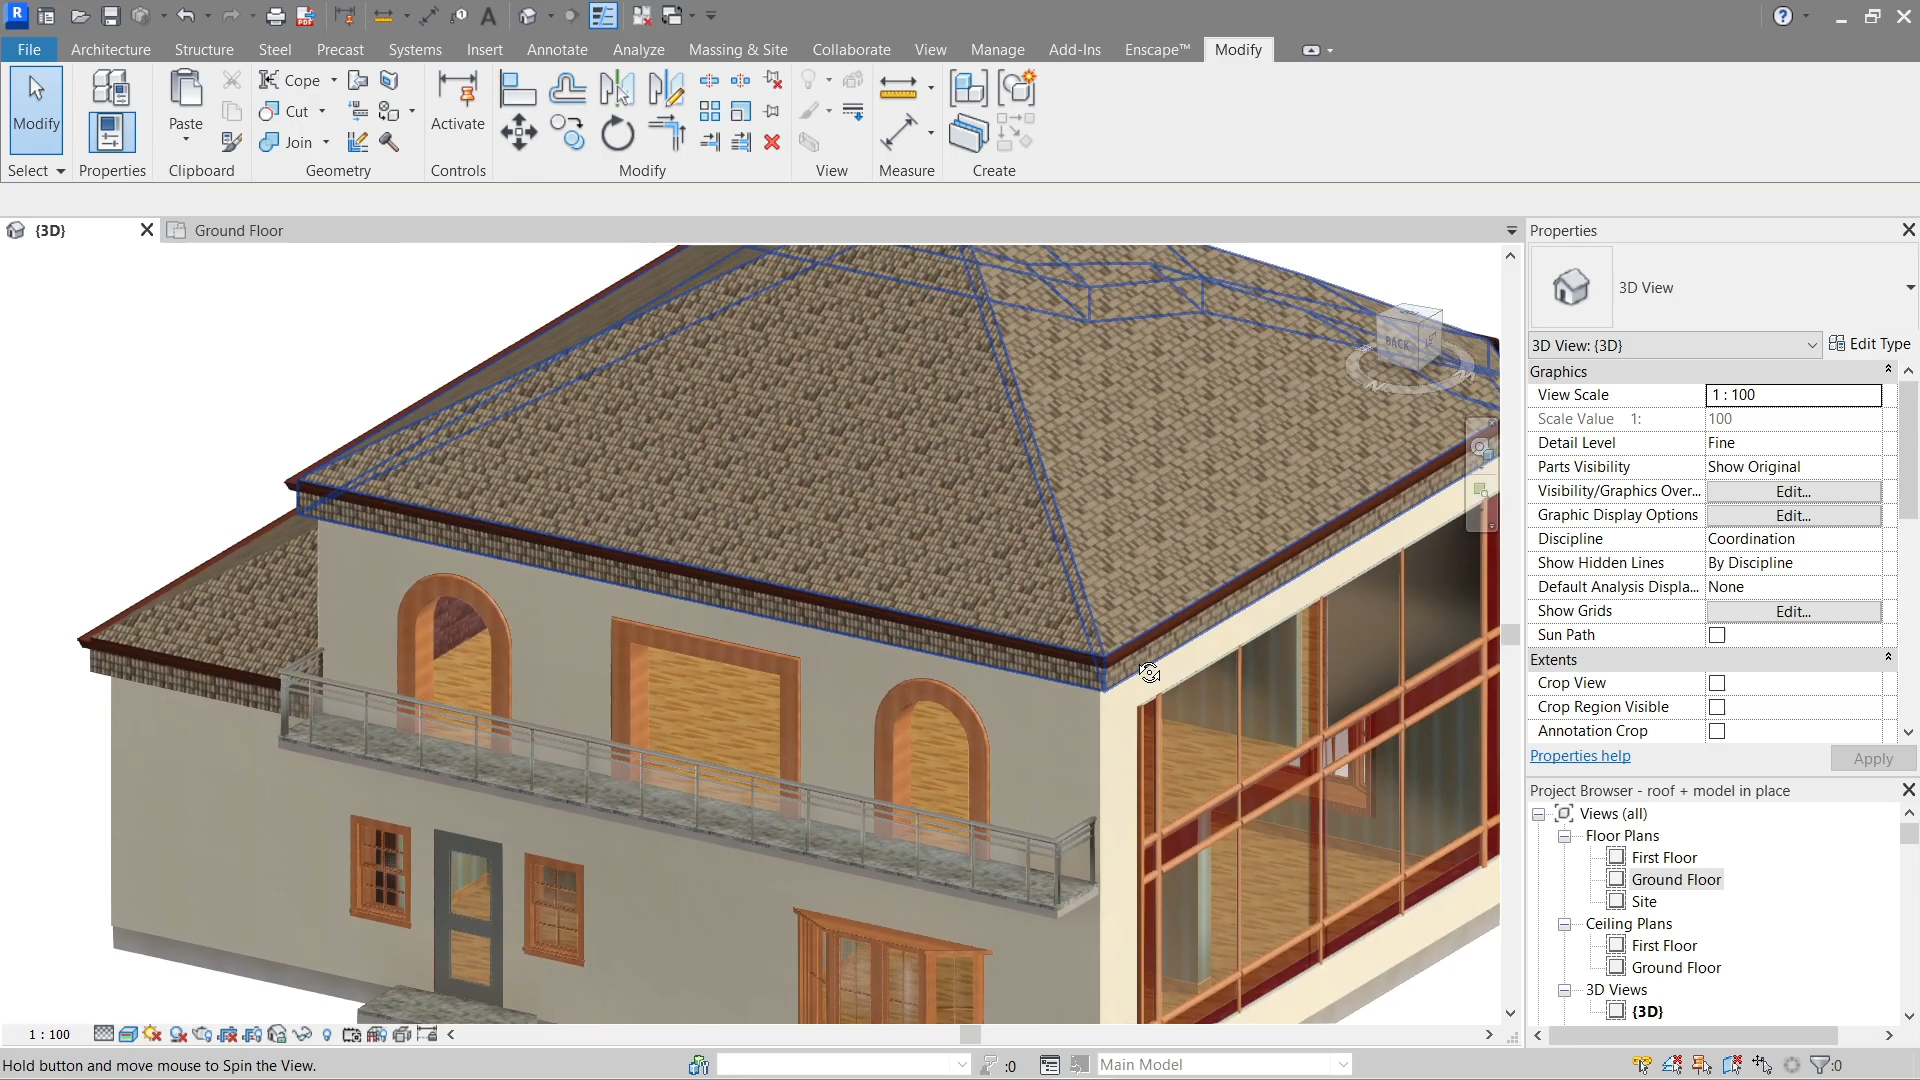 R
File
Architecture
Structure
Steel
Precast
Systems
Insert
Annotate
Analyze
Massing & Site
Collaborate
View
Manage
Add-Ins
Enscape™
Modify
Modify
Paste
Cope
Cut
Join
Activate
Select
Properties
Clipboard
Geometry
Controls
Modify
View
Measure
Create
{3D}
Ground Floor
BACK
Properties
3D View
3D View: {3D}
Edit Type
Graphics
View Scale
1 : 100
Scale Value 1:
100
Detail Level
Fine
Parts Visibility
Show Original
Visibility/Graphics Over...
Edit...
Graphic Display Options
Edit...
Discipline
Coordination
Show Hidden Lines
By Discipline
Default Analysis Displa...
None
Show Grids
Edit...
Sun Path
Extents
Crop View
Crop Region Visible
Annotation Crop
Properties help
Apply
Project Browser - roof + model in place
Views (all)
Floor Plans
First Floor
Ground Floor
Site
Ceiling Plans
First Floor
Ground Floor
3D Views
{3D}
1 : 100
Hold button and move mouse to Spin the View.
:0
Main Model
:0